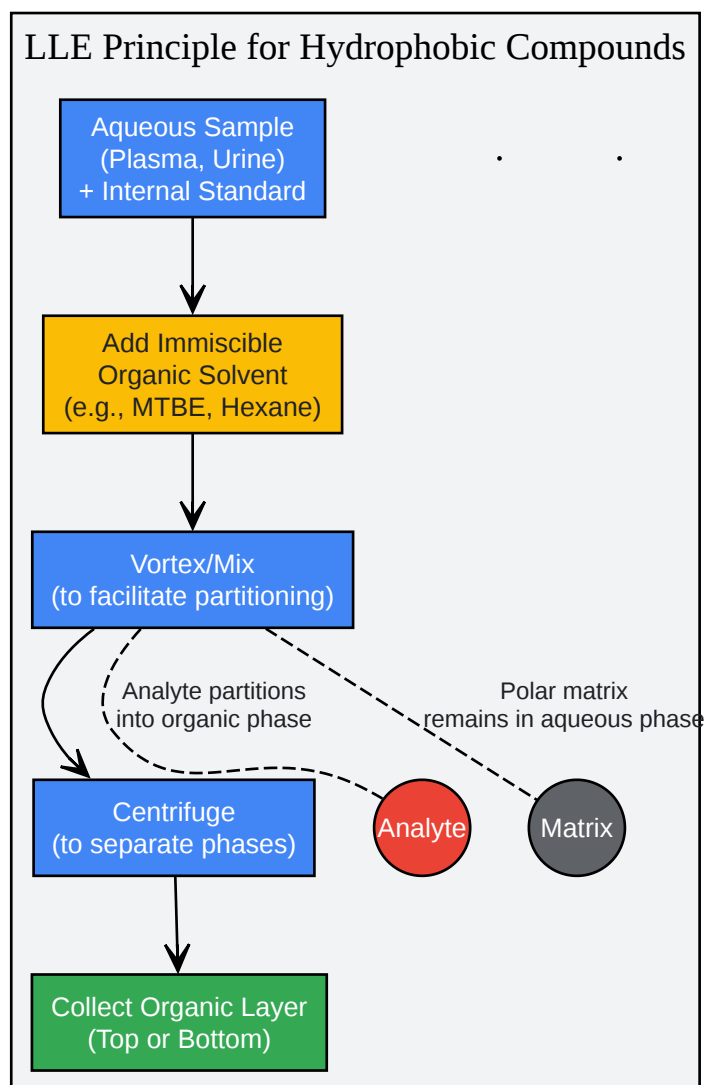 LLE Principle for Hydrophobic Compounds
Aqueous Sample
(Plasma, Urine)
+ Internal Standard
Add Immiscible
Organic Solvent
(e.g., MTBE, Hexane)
Vortex/Mix
(to facilitate partitioning)
Analyte partitions
into organic phase
Polar matrix
remains in aqueous phase
Centrifuge
(to separate phases)
Analyte
Matrix
Collect Organic Layer
(Top or Bottom)